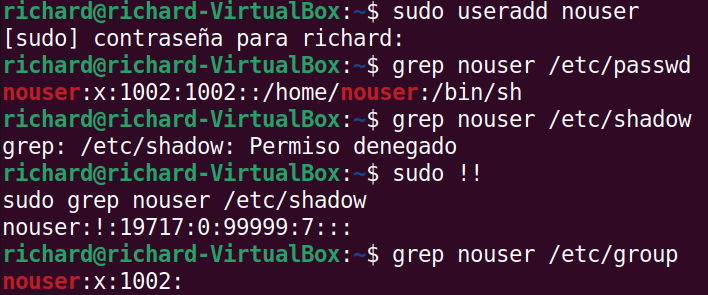 richard@richard-VirtualBox:~$ sudo useradd nouser
[sudo] contraseña para richard:
richard@richard-VirtualBox:~$ grep nouser /etc/passwd
nouser:x:1002:1002::/home/nouser:/bin/sh
richard@richard-VirtualBox:~$ grep nouser /etc/shadow
grep: /etc/shadow: Permiso denegado
richard@richard-VirtualBox:~$ sudo !!
sudo grep nouser /etc/shadow
nouser:!:19717:0:99999:7:::
richard@richard-VirtualBox:~$ grep nouser /etc/group
nouser:x:1002: